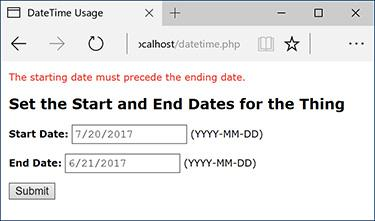 DateTime Usage
localhost/datetime.php
The starting date must precede the ending date.
Set the Start and End Dates for the Thing
Start Date: 7/20/2017 (YYYY-MM-DD)
End Date: 6/21/2017 (YYYY-MM-DD)
Submit